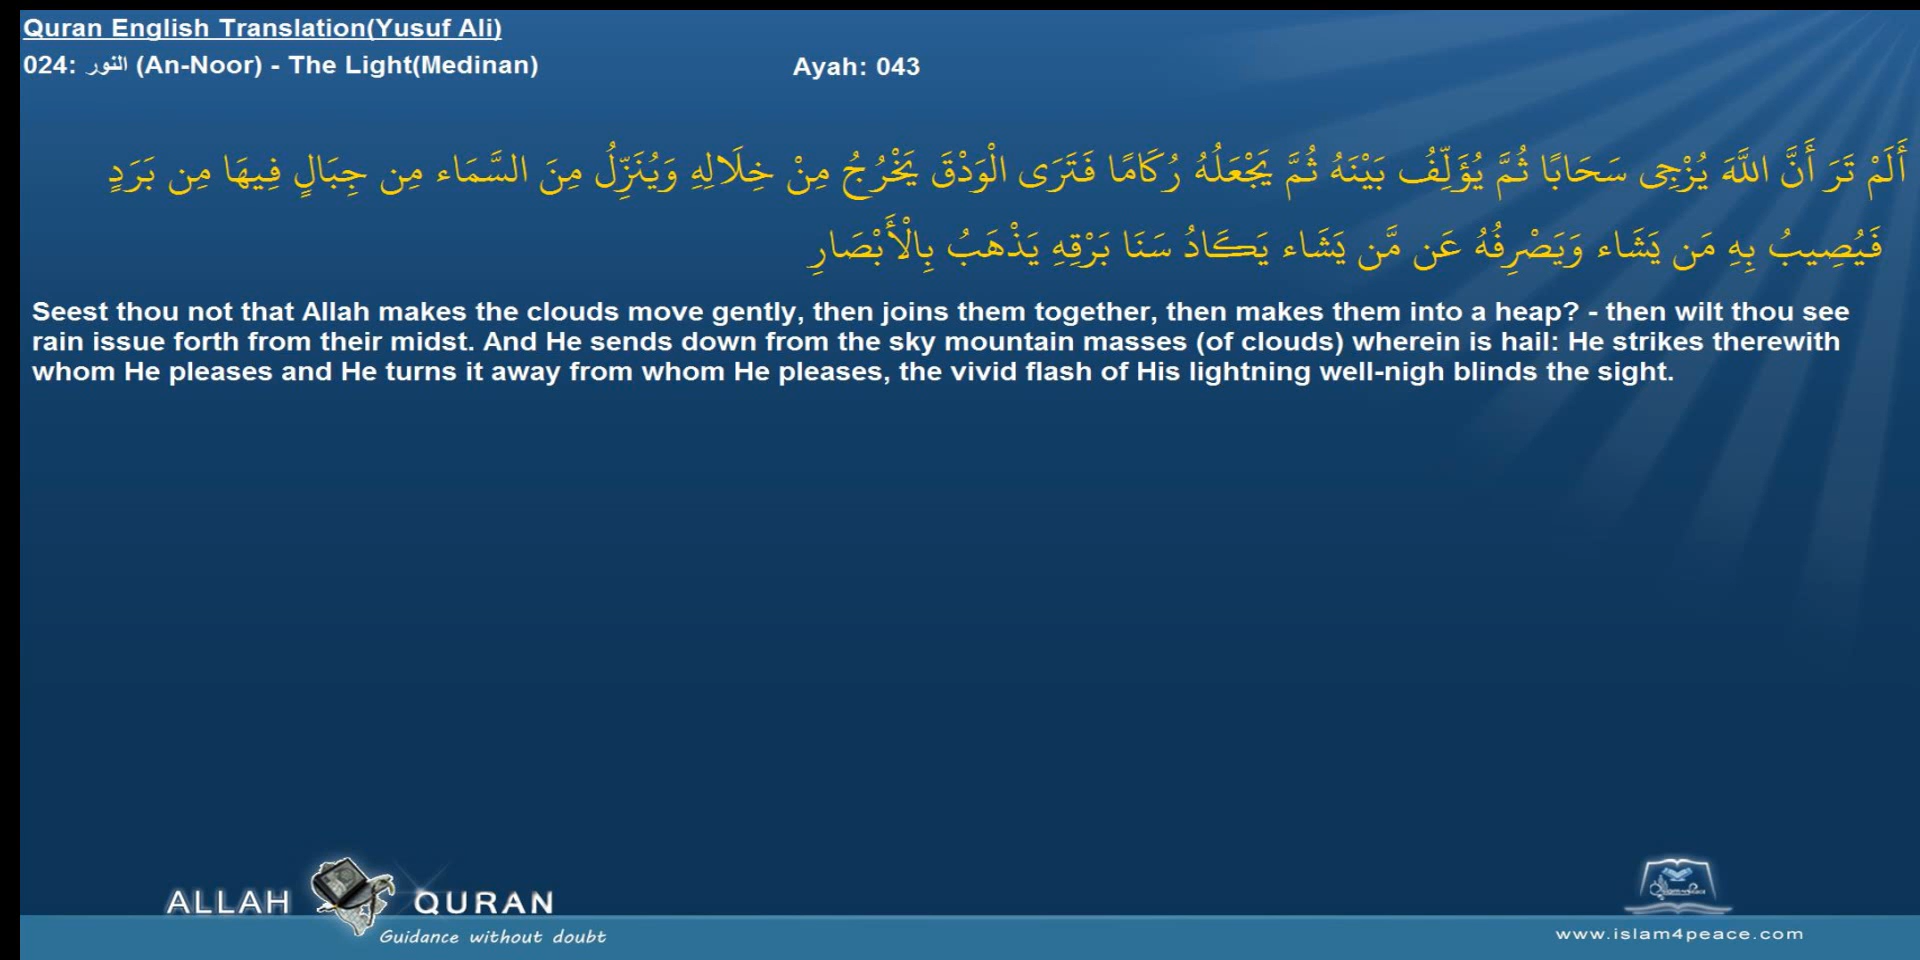 Quran English Translation(Yusuf Ali)
024: النور (An-Noor) - The Light(Medinan) Ayah: 043
أَلَمْ تَرَ أَنَّ اللَّهَ يُزْجِى سَحَابًا ثُمَّ يُؤَلِّفُ بَيْنَهُ ثُمَّ يَجْعَلُهُ رُكَامًا فَتَرَى الْوَدْقَ يَخْرُجُ مِنْ خِلَالِهِ وَيُنَزِّلُ مِنَ السَّمَاء مِن جِبَالٍ فِيهَا مِن بَرَدٍ
فَيُصِيبُ بِهِ مَن يَشَاء وَيَصْرِفُهُ عَن مَّن يَشَاء يَكَادُ سَنَا بَرْقِهِ يَذْهَبُ بِالْأَبْصَارِ
Seest thou not that Allah makes the clouds move gently, then joins them together, then makes them into a heap? - then wilt thou see
rain issue forth from their midst. And He sends down from the sky mountain masses (of clouds) wherein is hail: He strikes therewith
whom He pleases and He turns it away from whom He pleases, the vivid flash of His lightning well-nigh blinds the sight.
ALLAH QURAN
Guidance without doubt
www.islam4peace.com